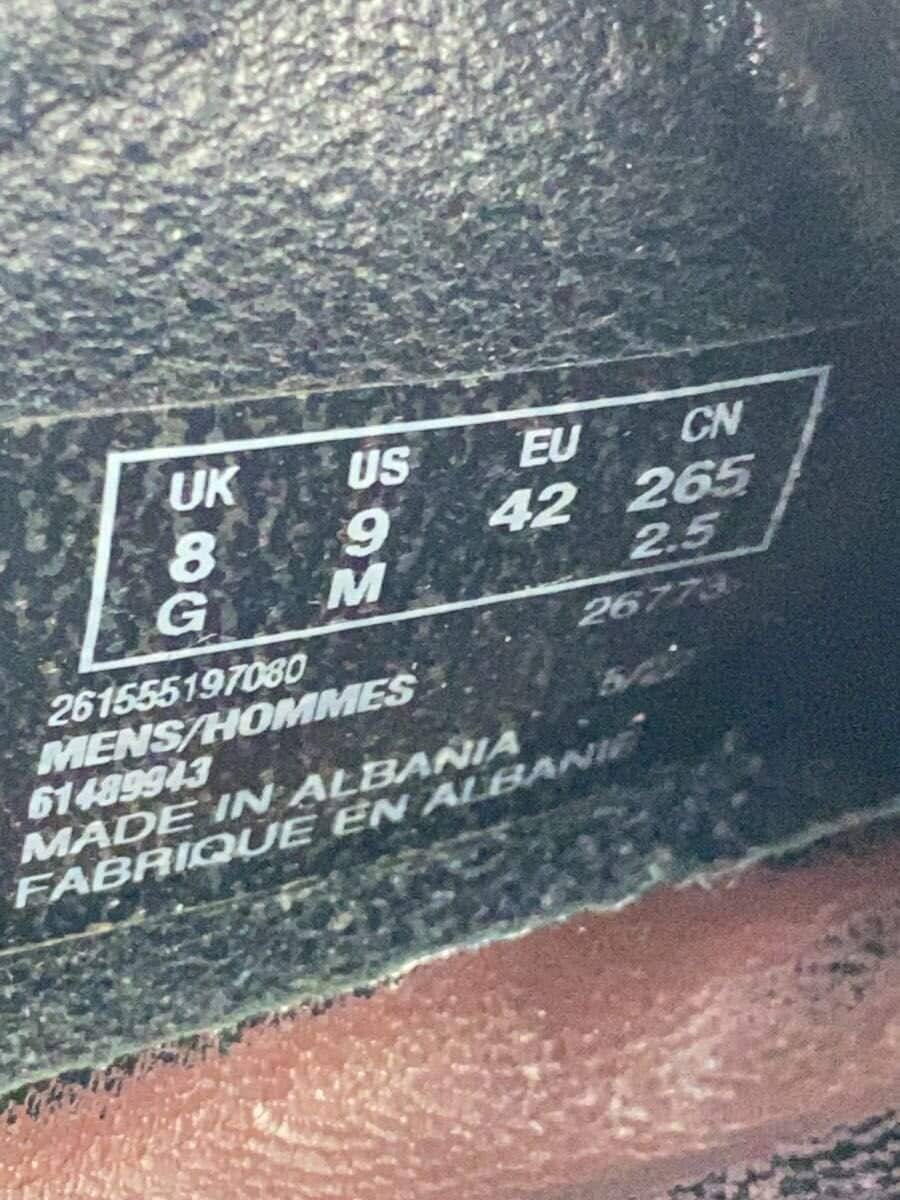 UK US EU CN
8 9 42 265
G M 2.5
261555197080
MENS/HOMMES
61489943
MADE IN ALBANIA
FABRIQUE EN ALBANIE